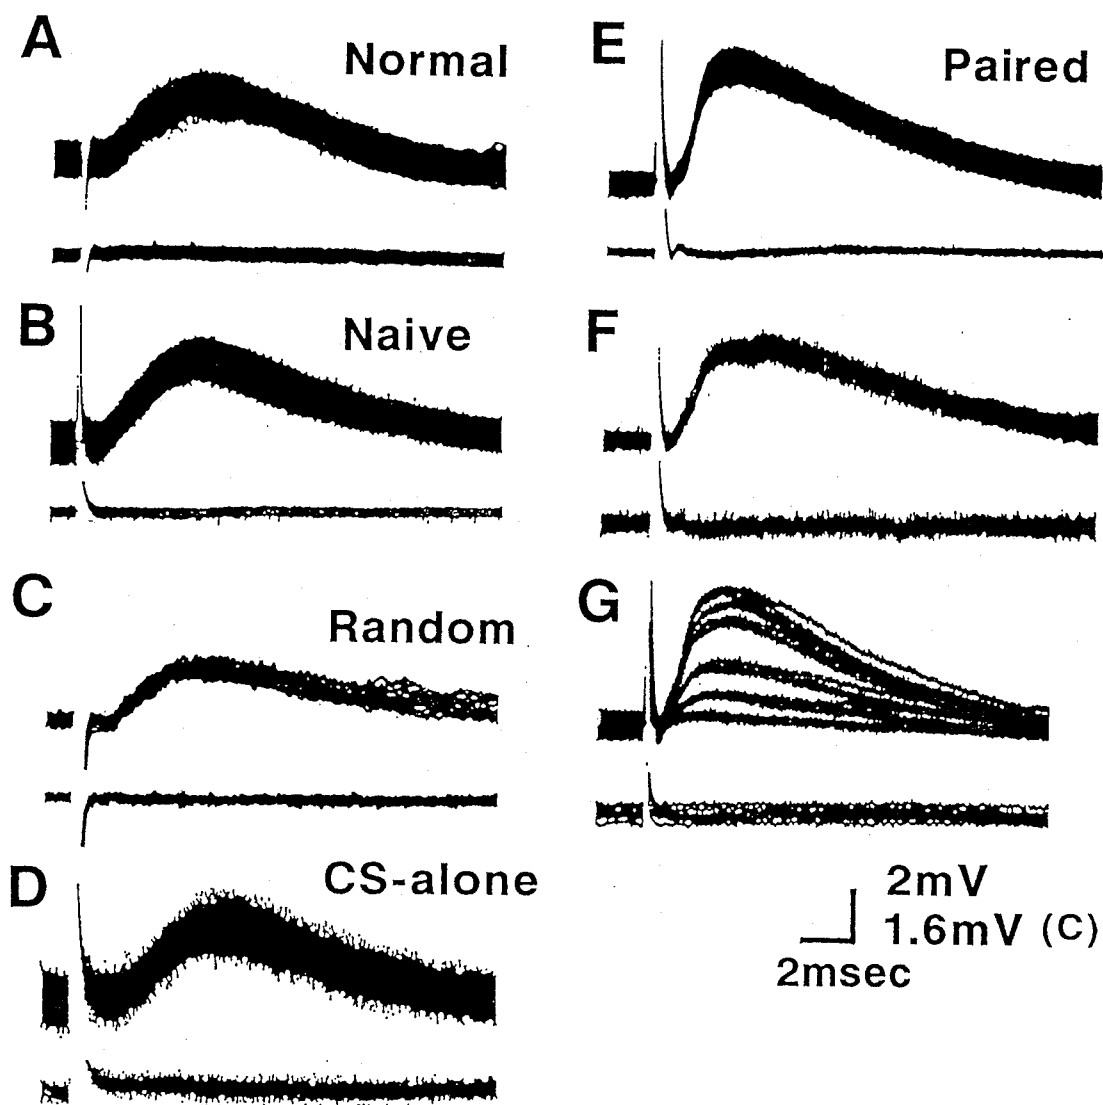 A
Normal
B
Naive
C
Random
D
CS-alone
E
Paired
F
G
2mV
1.6mV (C)
2msec